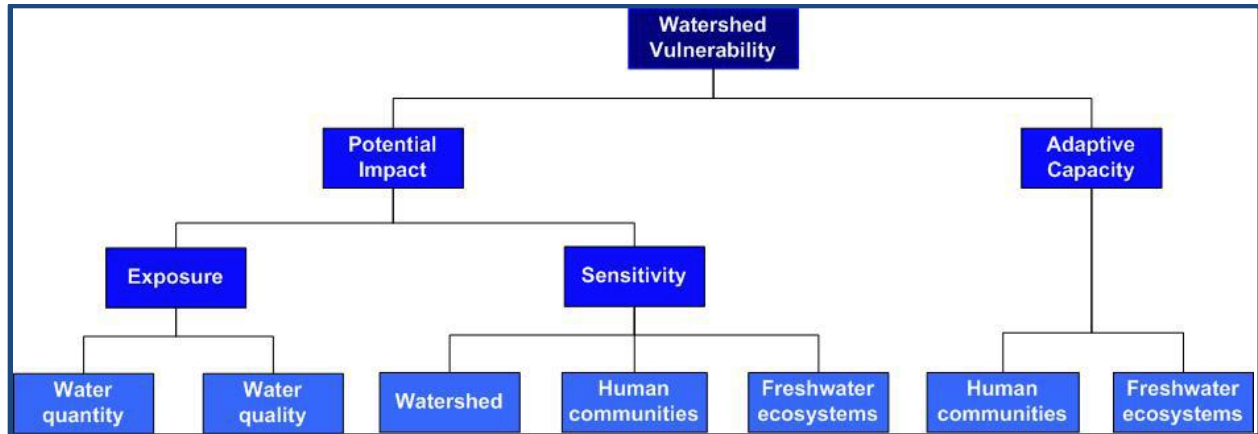 Watershed
Vulnerability
Potential
Impact
Adaptive
Capacity
Exposure
Sensitivity
Water
quantity
Water
quality
Watershed
Human
communities
Freshwater
ecosystems
Human
communities
Freshwater
ecosystems